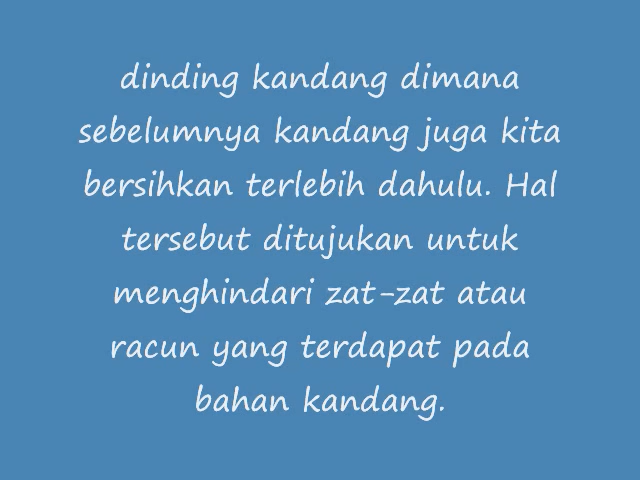 dinding kandang dimana
sebelumnya kandang juga kita
bersihkan terlebih dahulu. Hal
tersebut ditujukan untuk
menghindari zat-zat atau
racun yang terdapat pada
bahan kandang.